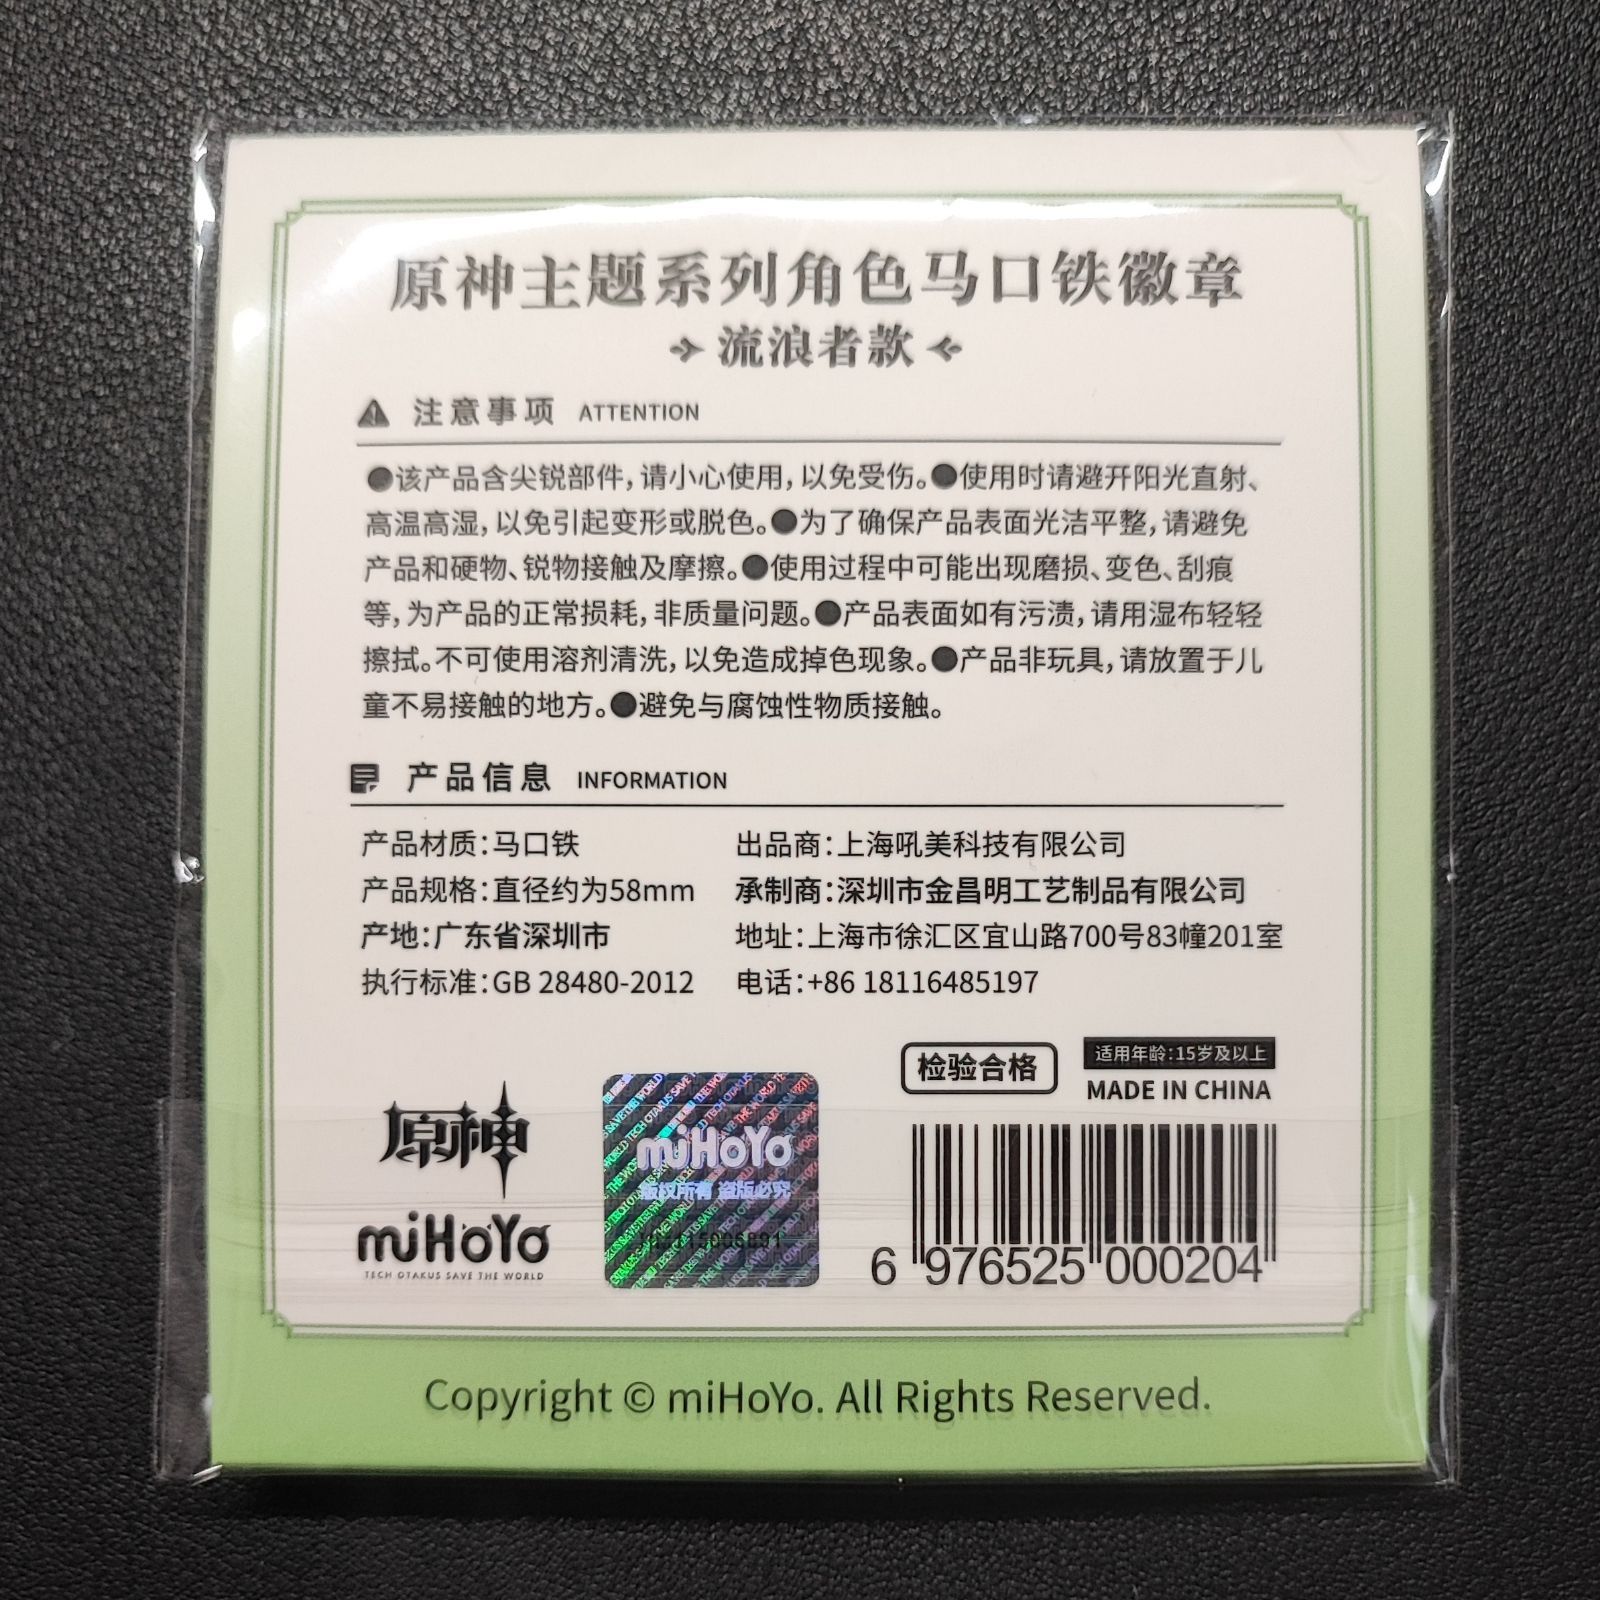 原神主题系列角色马口铁徽章
流浪者款
注意事项 ATTENTION
●该产品含尖锐部件，请小心使用，以免受伤。●使用时请避开阳光直射、
高温高湿，以免引起变形或脱色。●为了确保产品表面光洁平整，请避免
产品和硬物、锐物接触及摩擦。●使用过程中可能出现磨损、变色、刮痕
等，为产品的正常损耗，非质量问题。●产品表面如有污渍，请用湿布轻轻
擦拭。不可使用溶剂清洗，以免造成掉色现象。●产品非玩具，请放置于儿
童不易接触的地方。●避免与腐蚀性物质接触。
产品信息 INFORMATION
产品材质：马口铁
产品规格：直径约为58mm
产地：广东省深圳市
执行标准：GB 28480-2012
出品商：上海吼美科技有限公司
承制商：深圳市金昌明工艺制品有限公司
地址：上海市徐汇区宜山路700号83幢201室
电话：+86 18116485197
检验合格
适用年龄：15岁及以上
MADE IN CHINA
原神
miHoYo
TECH OTAKUS SAVE THE WORLD
miHoYo
版权所有 盗版必究
6 976525 000204
Copyright © miHoYo. All Rights Reserved.